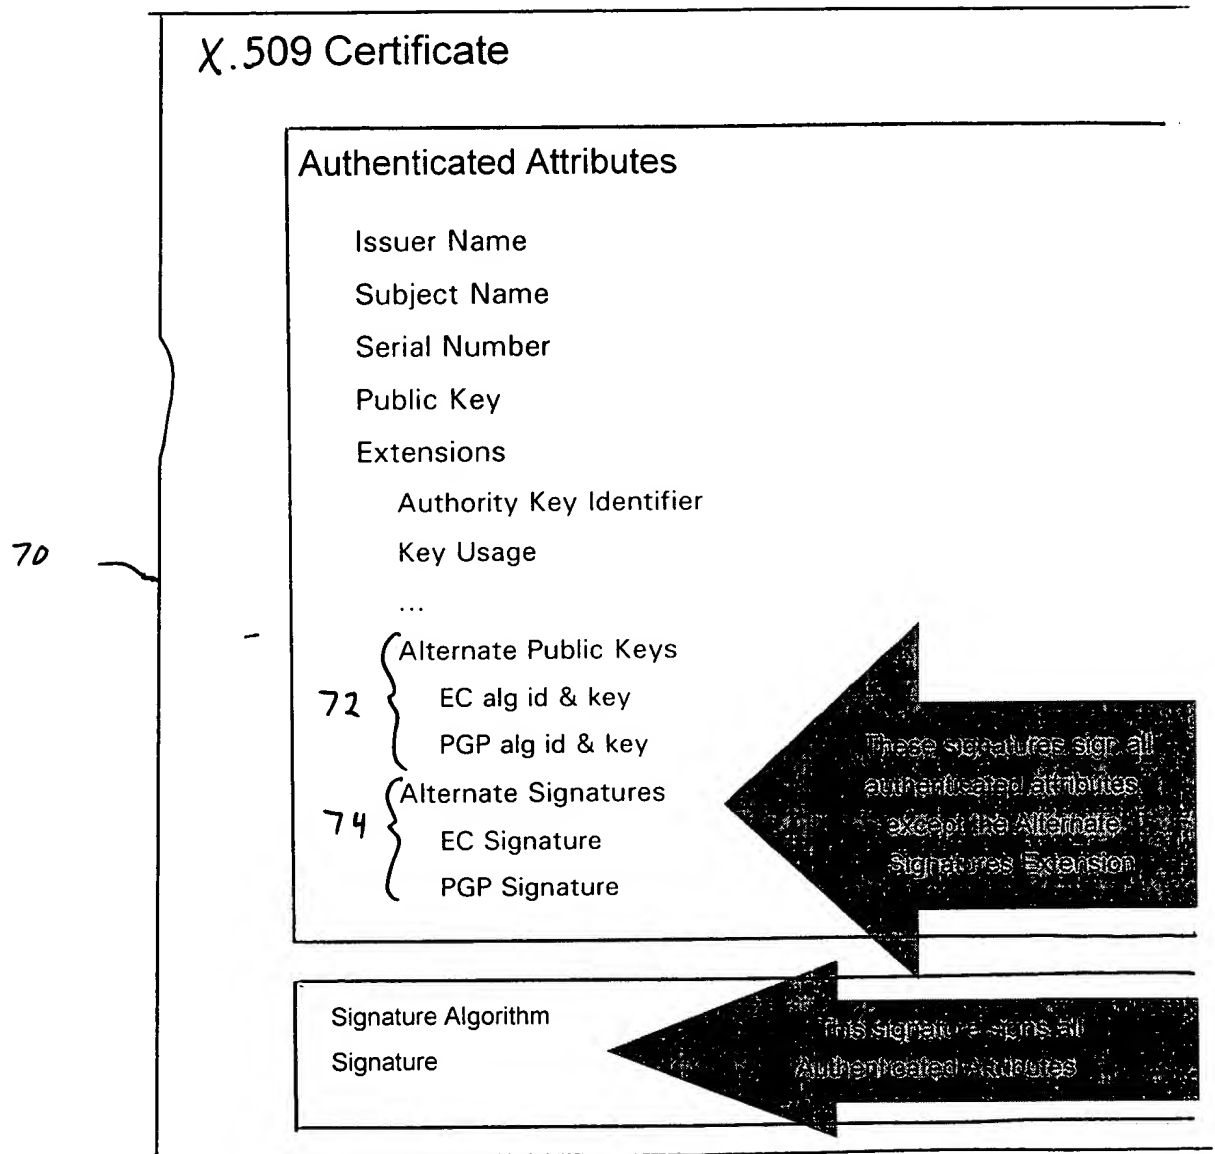 X.509 Certificate
Authenticated Attributes
Issuer Name
Subject Name
Serial Number
Public Key
Extensions
Authority Key Identifier
Key Usage
...
70
72
Alternate Public Keys
EC alg id & key
PGP alg id & key
74
Alternate Signatures
EC Signature
PGP Signature
These signatures sign all
authenticated attributes
except the Alternate
Signatures Extension
Signature Algorithm
Signature
This signature signs all
Authenticated Attributes